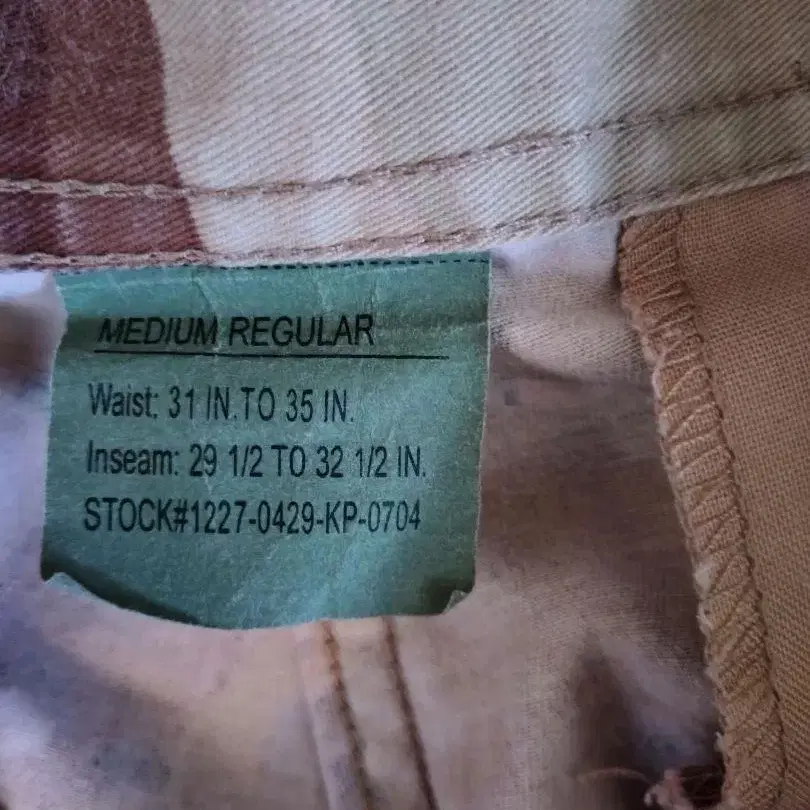 MEDIUM REGULAR
Waist: 31 IN.TO 35 IN.
Inseam: 29 1/2 TO 32 1/2 IN.
STOCK#1227-0429-KP-0704